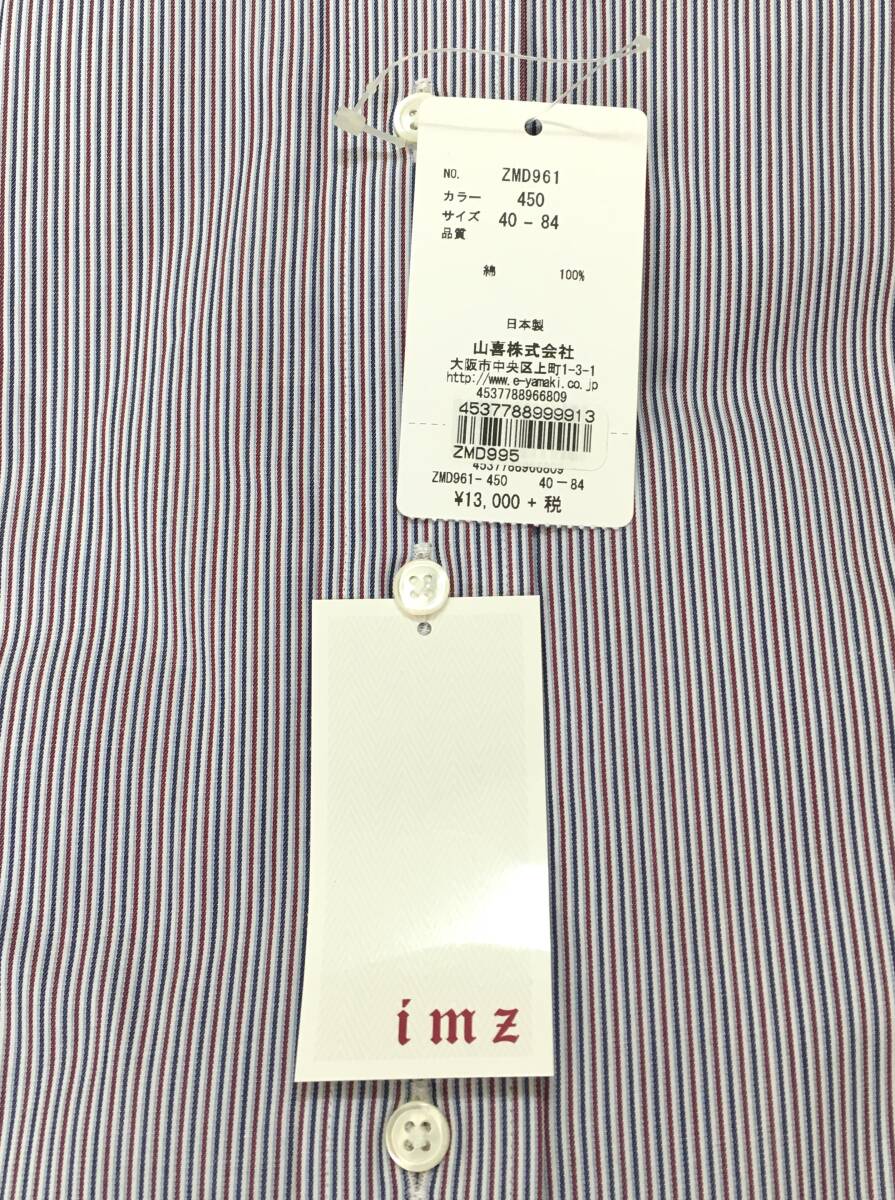 NO. ZMD961
カラー 450
サイズ 40-84
品質
綿 100%
日本製
山喜株式会社
大阪市中央区上町1-3-1
http://www.e-yamaki.co.jp
4537788966809
4537788999913
ZMD995
4537788966809
ZMD961-450 40-84
¥13,000 + 税
imz